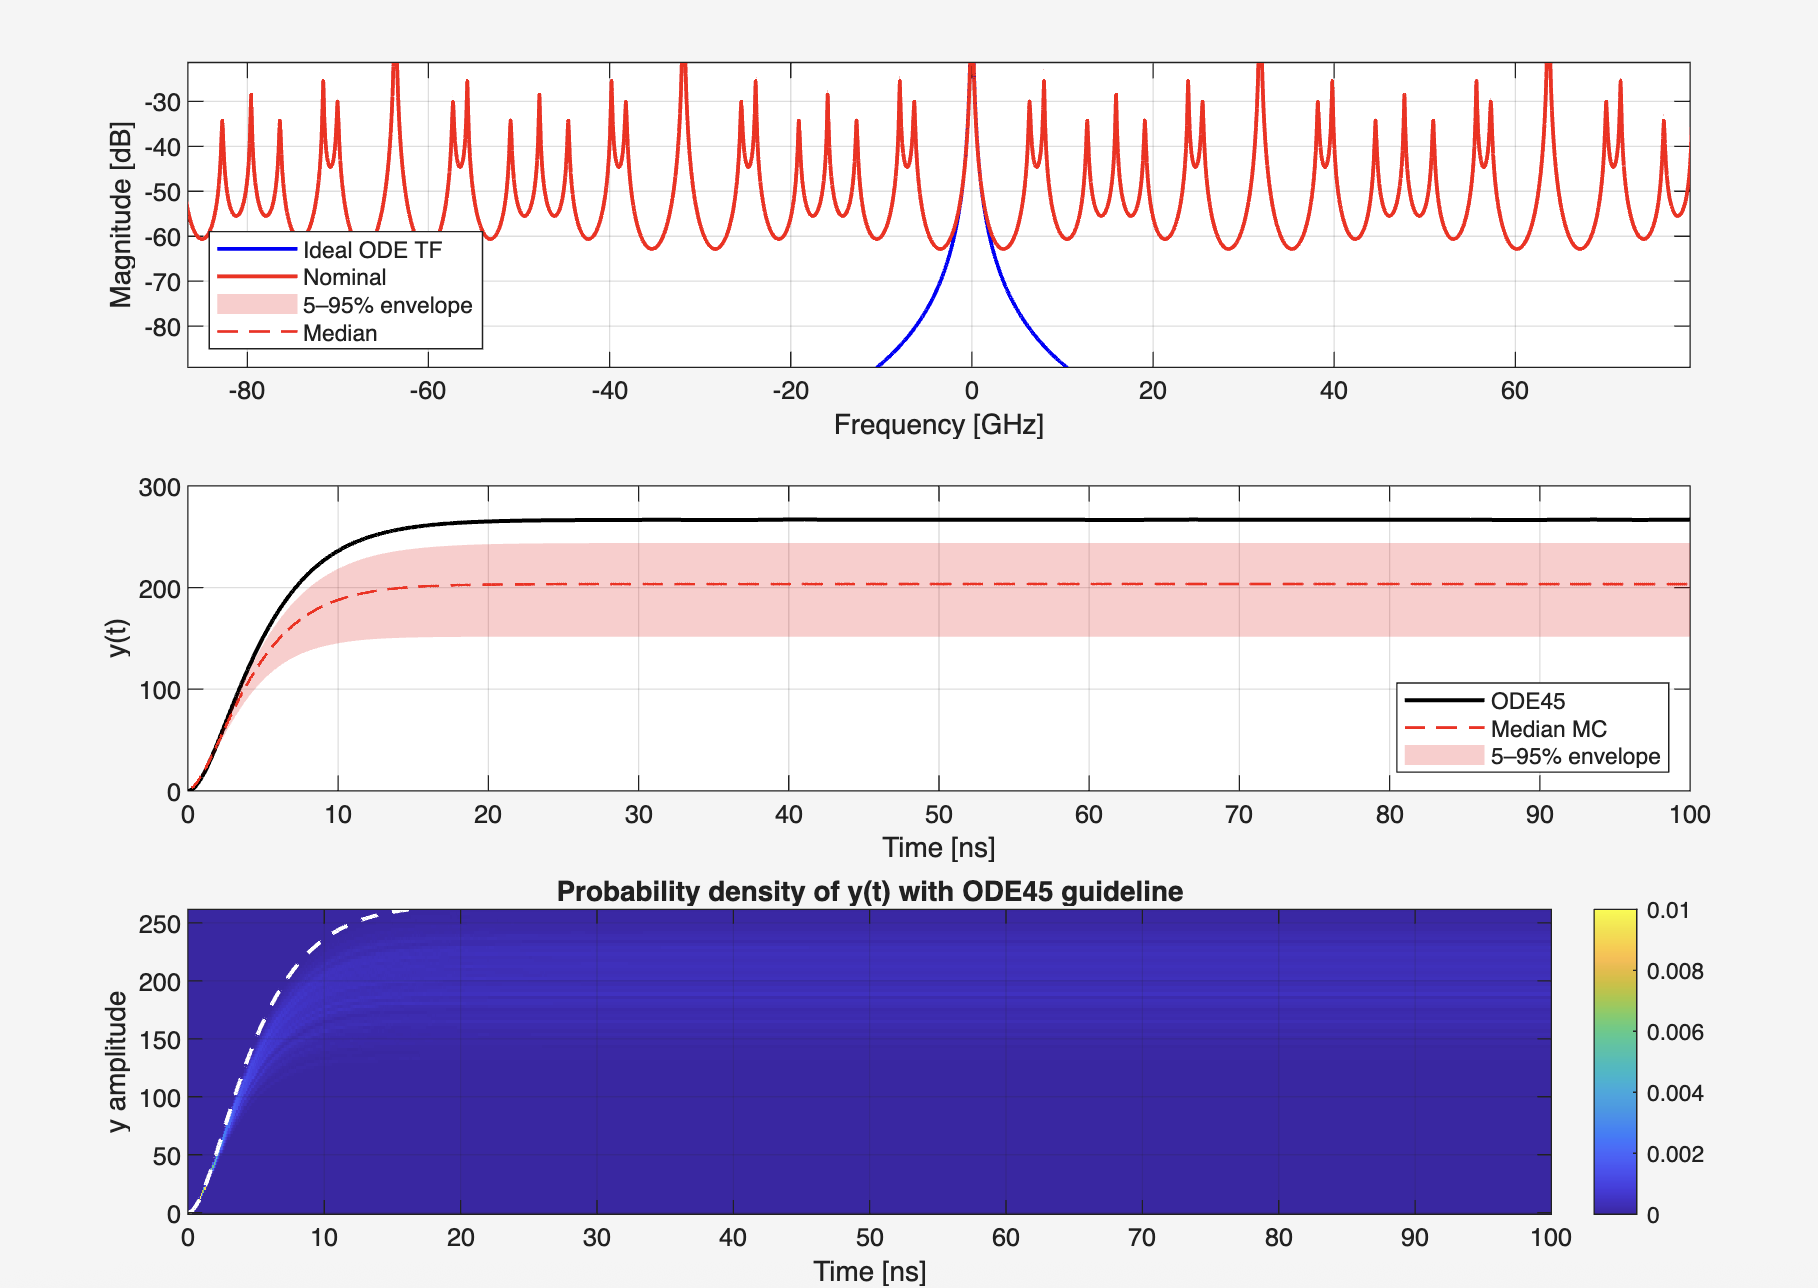 -30
-40
-50
-60
-70
-80
Magnitude [dB]
Ideal ODE TF
Nominal
5–95% envelope
Median
-80 -60 -40 -20 0 20 40 60
Frequency [GHz]
300
200
100
0
y(t)
ODE45
Median MC
5–95% envelope
0 10 20 30 40 50 60 70 80 90 100
Time [ns]
Probability density of y(t) with ODE45 guideline
250
200
150
100
50
0
y amplitude
0.01
0.008
0.006
0.004
0.002
0
0 10 20 30 40 50 60 70 80 90 100
Time [ns]